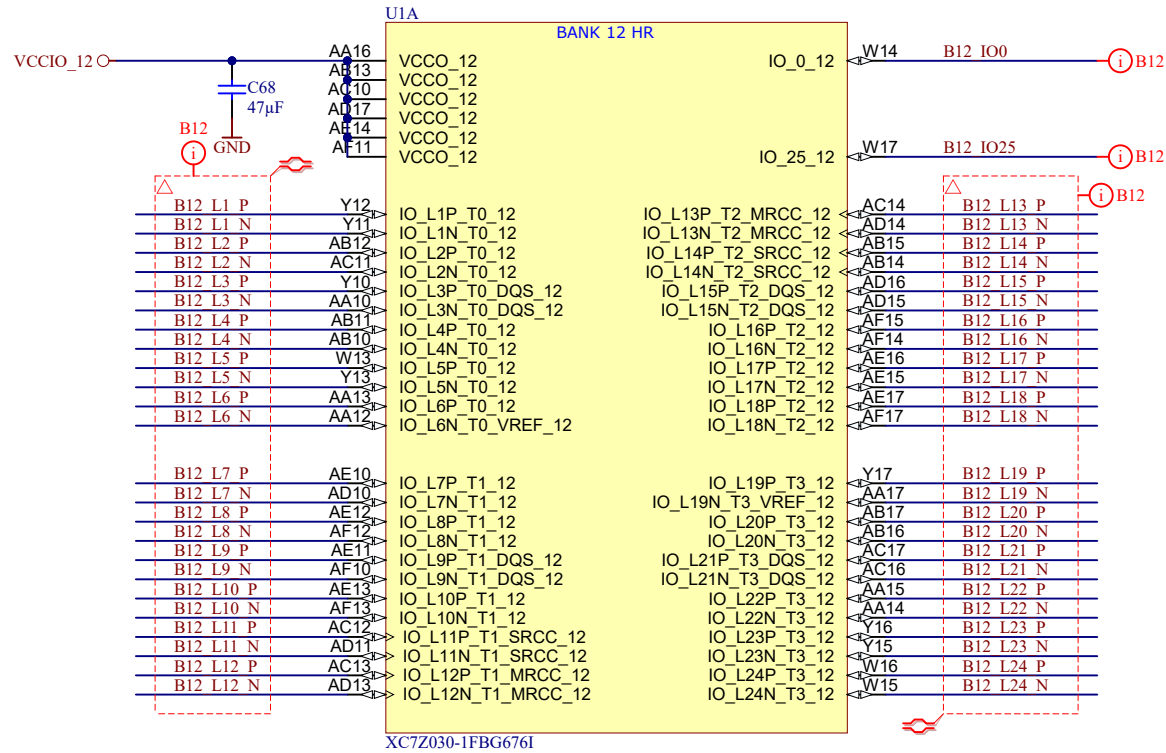 U1A
BANK 12 HR
VCCIO_12 AA16 VCCO_12 IO_0_12 W14 B12_IO0 i B12
AB13 VCCO_12
C68 AC10 VCCO_12
47µF AD17 VCCO_12
B12 AE14 VCCO_12
i GND AF11 VCCO_12 IO_25_12 W17 B12_IO25 i B12
i B12
B12_L1_P Y12 IO_L1P_T0_12 IO_L13P_T2_MRCC_12 AC14 B12_L13_P
B12_L1_N Y11 IO_L1N_T0_12 IO_L13N_T2_MRCC_12 AD14 B12_L13_N
B12_L2_P AB12 IO_L2P_T0_12 IO_L14P_T2_SRCC_12 AB15 B12_L14_P
B12_L2_N AC11 IO_L2N_T0_12 IO_L14N_T2_SRCC_12 AB14 B12_L14_N
B12_L3_P Y10 IO_L3P_T0_DQS_12 IO_L15P_T2_DQS_12 AD16 B12_L15_P
B12_L3_N AA10 IO_L3N_T0_DQS_12 IO_L15N_T2_DQS_12 AD15 B12_L15_N
B12_L4_P AB11 IO_L4P_T0_12 IO_L16P_T2_12 AF15 B12_L16_P
B12_L4_N AB10 IO_L4N_T0_12 IO_L16N_T2_12 AF14 B12_L16_N
B12_L5_P W13 IO_L5P_T0_12 IO_L17P_T2_12 AE16 B12_L17_P
B12_L5_N Y13 IO_L5N_T0_12 IO_L17N_T2_12 AE15 B12_L17_N
B12_L6_P AA13 IO_L6P_T0_12 IO_L18P_T2_12 AE17 B12_L18_P
B12_L6_N AA12 IO_L6N_T0_VREF_12 IO_L18N_T2_12 AF17 B12_L18_N
B12_L7_P AE10 IO_L7P_T1_12 IO_L19P_T3_12 Y17 B12_L19_P
B12_L7_N AD10 IO_L7N_T1_12 IO_L19N_T3_VREF_12 AA17 B12_L19_N
B12_L8_P AE12 IO_L8P_T1_12 IO_L20P_T3_12 AB17 B12_L20_P
B12_L8_N AF12 IO_L8N_T1_12 IO_L20N_T3_12 AB16 B12_L20_N
B12_L9_P AE11 IO_L9P_T1_DQS_12 IO_L21P_T3_DQS_12 AC17 B12_L21_P
B12_L9_N AF10 IO_L9N_T1_DQS_12 IO_L21N_T3_DQS_12 AC16 B12_L21_N
B12_L10_P AE13 IO_L10P_T1_12 IO_L22P_T3_12 AA15 B12_L22_P
B12_L10_N AF13 IO_L10N_T1_12 IO_L22N_T3_12 AA14 B12_L22_N
B12_L11_P AC12 IO_L11P_T1_SRCC_12 IO_L23P_T3_12 Y16 B12_L23_P
B12_L11_N AD11 IO_L11N_T1_SRCC_12 IO_L23N_T3_12 Y15 B12_L23_N
B12_L12_P AC13 IO_L12P_T1_MRCC_12 IO_L24P_T3_12 W16 B12_L24_P
B12_L12_N AD13 IO_L12N_T1_MRCC_12 IO_L24N_T3_12 W15 B12_L24_N
XC7Z030-1FBG676I